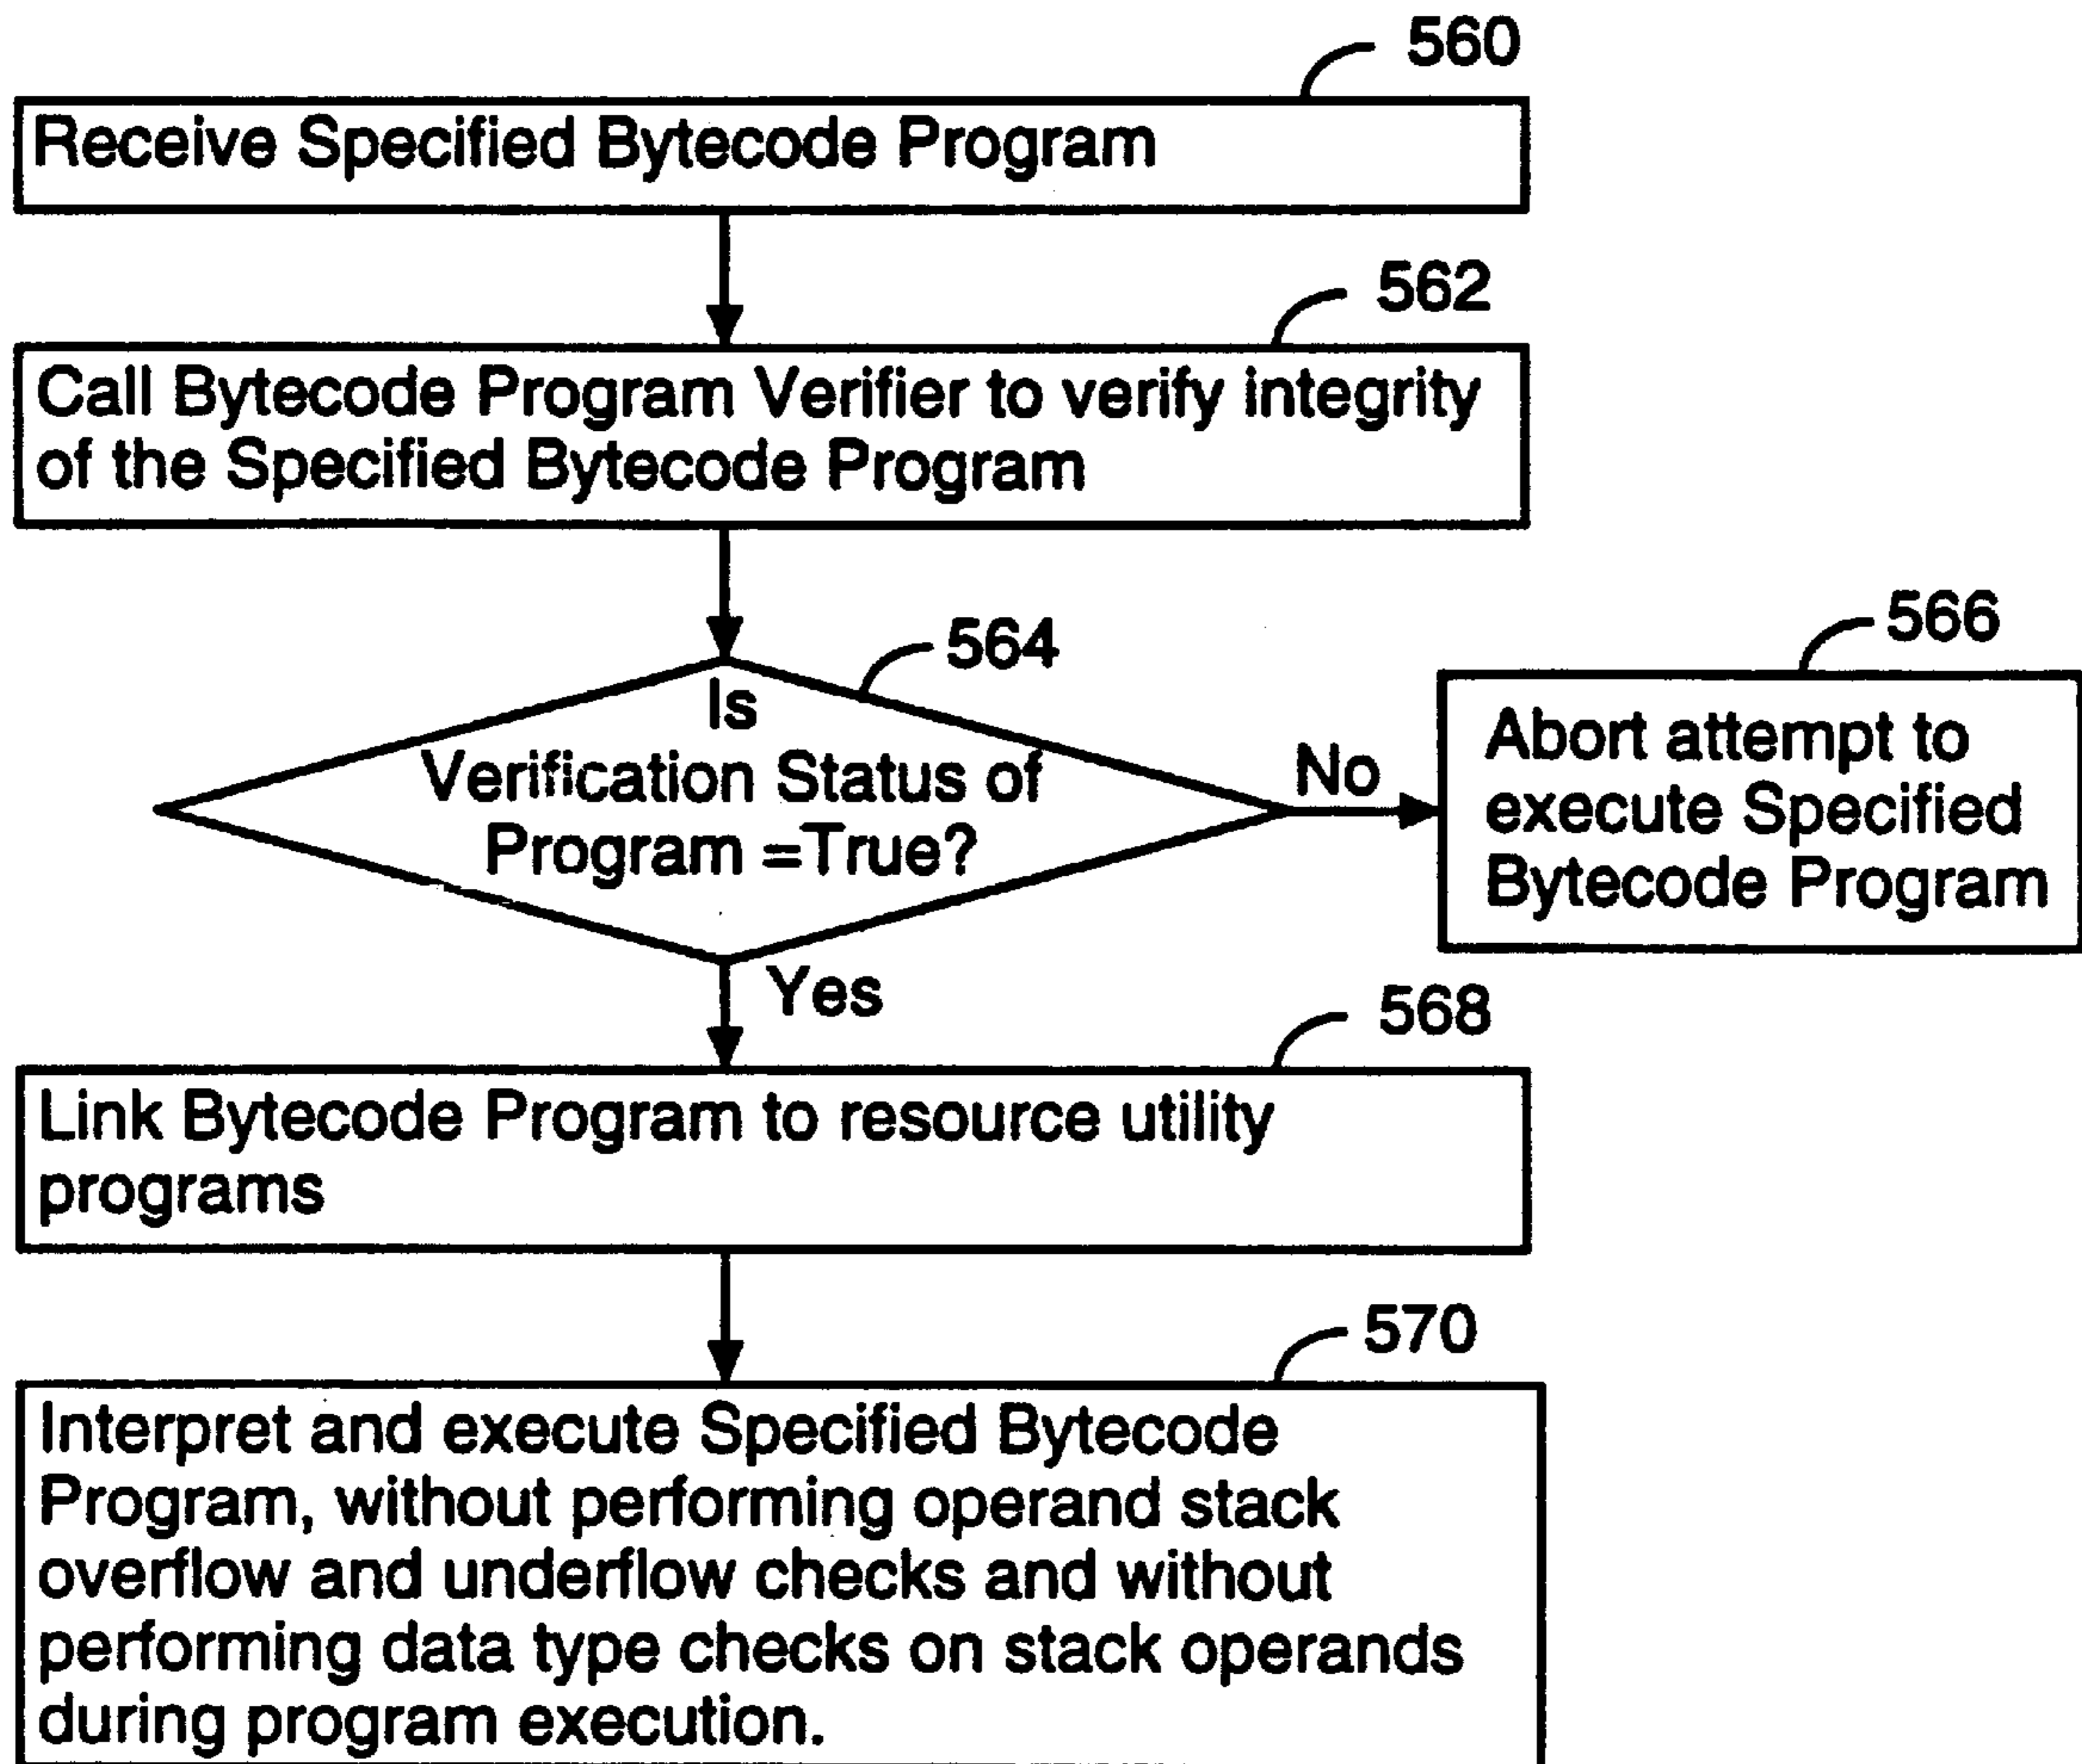 560
Receive Specified Bytecode Program
562
Call Bytecode Program Verifier to verify integrity
of the Specified Bytecode Program
564
Is
Verification Status of
Program =True?
No
566
Abort attempt to
execute Specified
Bytecode Program
Yes
568
Link Bytecode Program to resource utility
programs
570
Interpret and execute Specified Bytecode
Program, without performing operand stack
overflow and underflow checks and without
performing data type checks on stack operands
during program execution.